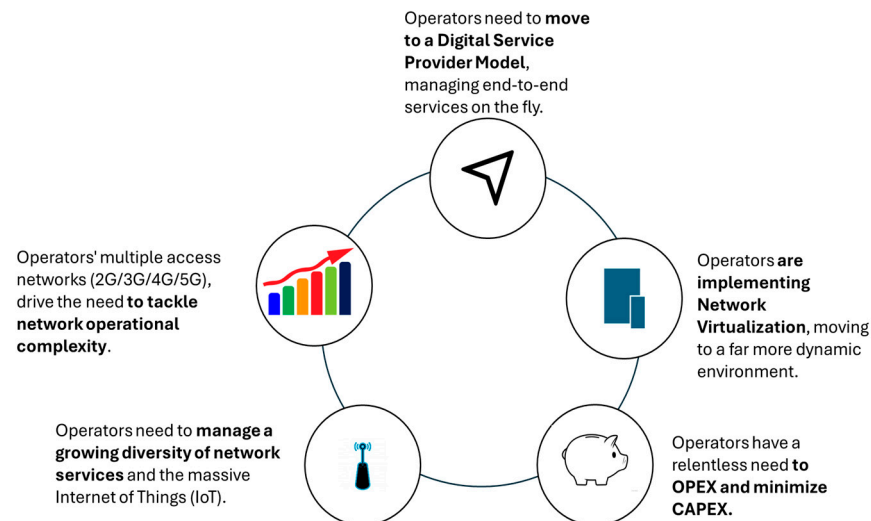 Operators need to move
to a Digital Service
Provider Model,
managing end-to-end
services on the fly.
Operators' multiple access
networks (2G/3G/4G/5G),
drive the need to tackle
network operational
complexity.
Operators are
implementing
Network
Virtualization, moving
to a far more dynamic
environment.
Operators need to manage a
growing diversity of network
services and the massive
Internet of Things (IoT).
Operators have a
relentless need to
OPEX and minimize
CAPEX.